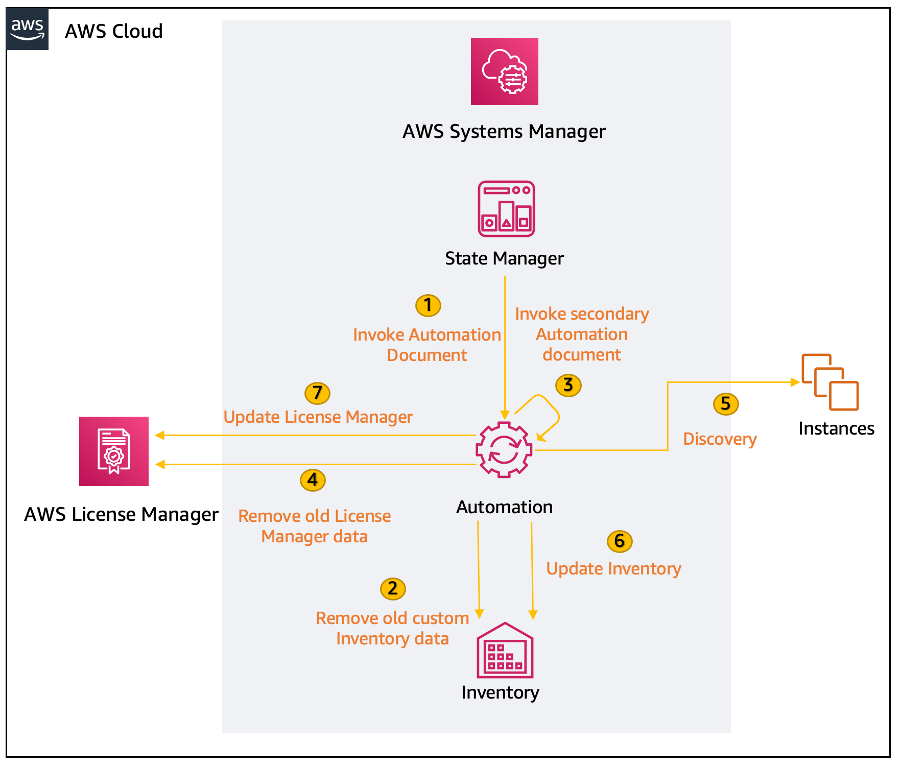 aws
AWS Cloud
AWS Systems Manager
State Manager
1
Invoke Automation
Document
Invoke secondary
Automation
document
3
7
Update License Manager
5
Discovery
Instances
AWS License Manager
4
Remove old License
Manager data
Automation
6
Update Inventory
2
Remove old custom
Inventory data
Inventory